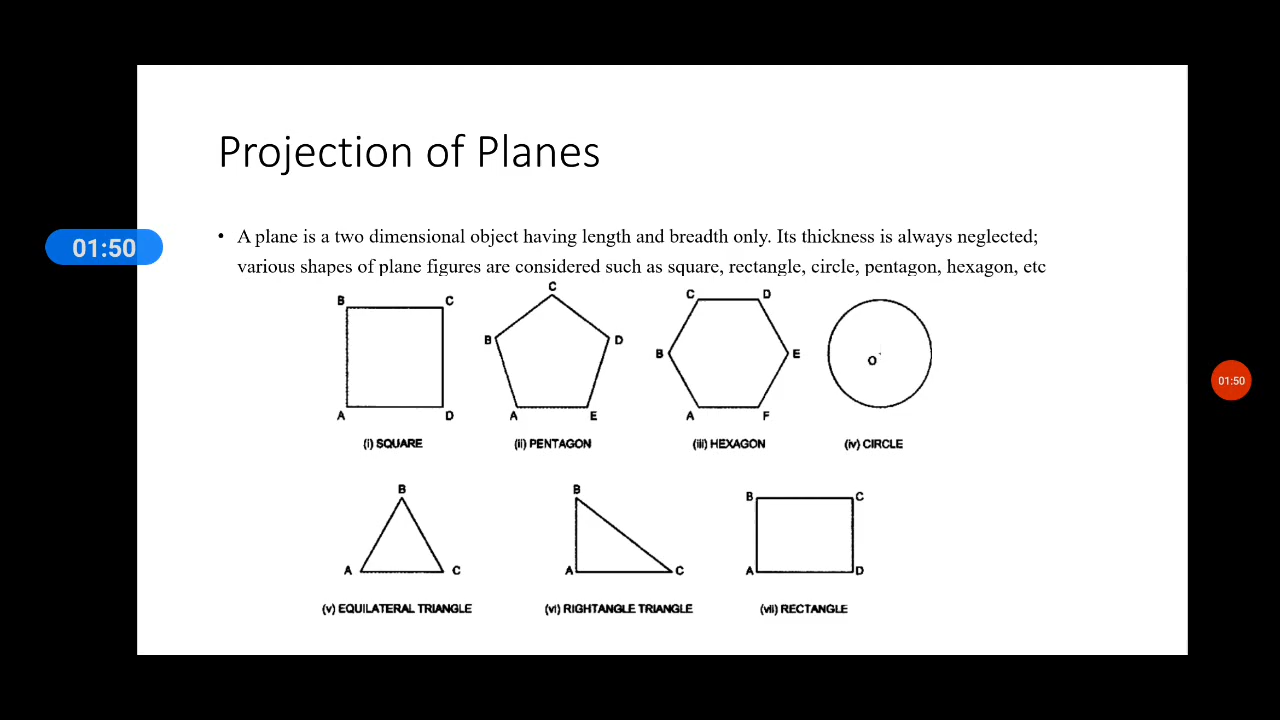 Projection of Planes
01:50
• A plane is a two dimensional object having length and breadth only. Its thickness is always neglected;
various shapes of plane figures are considered such as square, rectangle, circle, pentagon, hexagon, etc
B C C C D
B D B E O
A D A E A F
(i) SQUARE (ii) PENTAGON (iii) HEXAGON (iv) CIRCLE
01:50
B B B C
A C A C A D
(v) EQUILATERAL TRIANGLE (vi) RIGHTANGLE TRIANGLE (vii) RECTANGLE